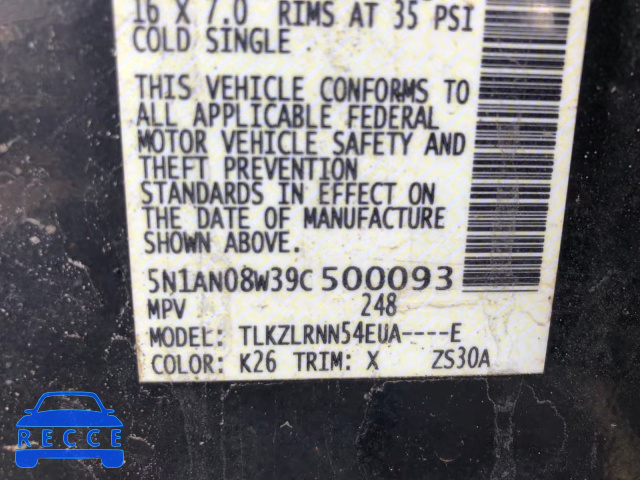 16 X 7.0 RIMS AT 35 PSI
COLD SINGLE
THIS VEHICLE CONFORMS TO
ALL APPLICABLE FEDERAL
MOTOR VEHICLE SAFETY AND
THEFT PREVENTION
STANDARDS IN EFFECT ON
THE DATE OF MANUFACTURE
SHOWN ABOVE.
5N1AN08W39C500093
MPV 248
MODEL: TLKZLRNN54EUA----E
COLOR: K26 TRIM: X ZS30A
RECCE